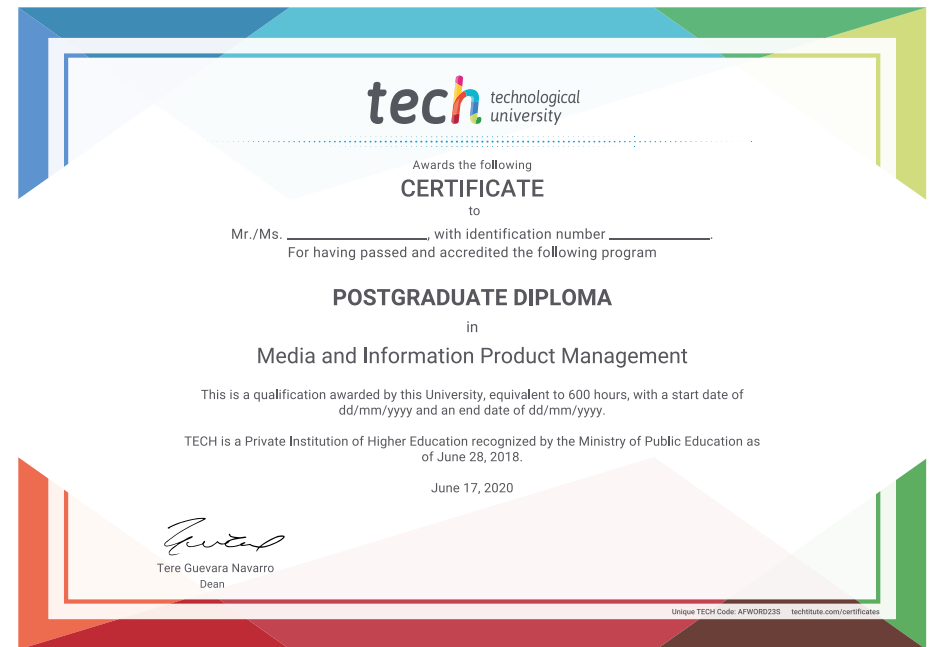 tech technological
university
Awards the following
CERTIFICATE
to
Mr./Ms. ____________________, with identification number ______________.
For having passed and accredited the following program
POSTGRADUATE DIPLOMA
in
Media and Information Product Management
This is a qualification awarded by this University, equivalent to 600 hours, with a start date of
dd/mm/yyyy and an end date of dd/mm/yyyy.
TECH is a Private Institution of Higher Education recognized by the Ministry of Public Education as
of June 28, 2018.
June 17, 2020
Tere Guevara Navarro
Dean
Unique TECH Code: AFWORD23S techtitute.com/certificates